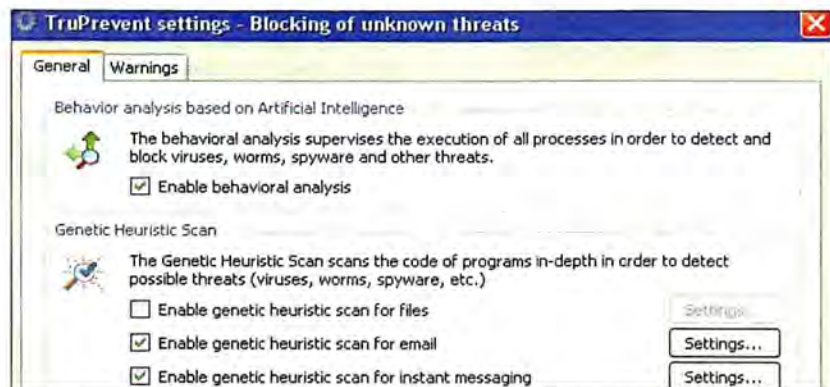 TruPrevent settings - Blocking of unknown threats
General Warnings
Behavior analysis based on Artificial Intelligence
The behavioral analysis supervises the execution of all processes in order to detect and
block viruses, worms, spyware and other threats.
Enable behavioral analysis
Genetic Heuristic Scan
The Genetic Heuristic Scan scans the code of programs in-depth in order to detect
possible threats (viruses, worms, spyware, etc.)
Enable genetic heuristic scan for files Settings...
Enable genetic heuristic scan for email Settings...
Enable genetic heuristic scan for instant messaging Settings...